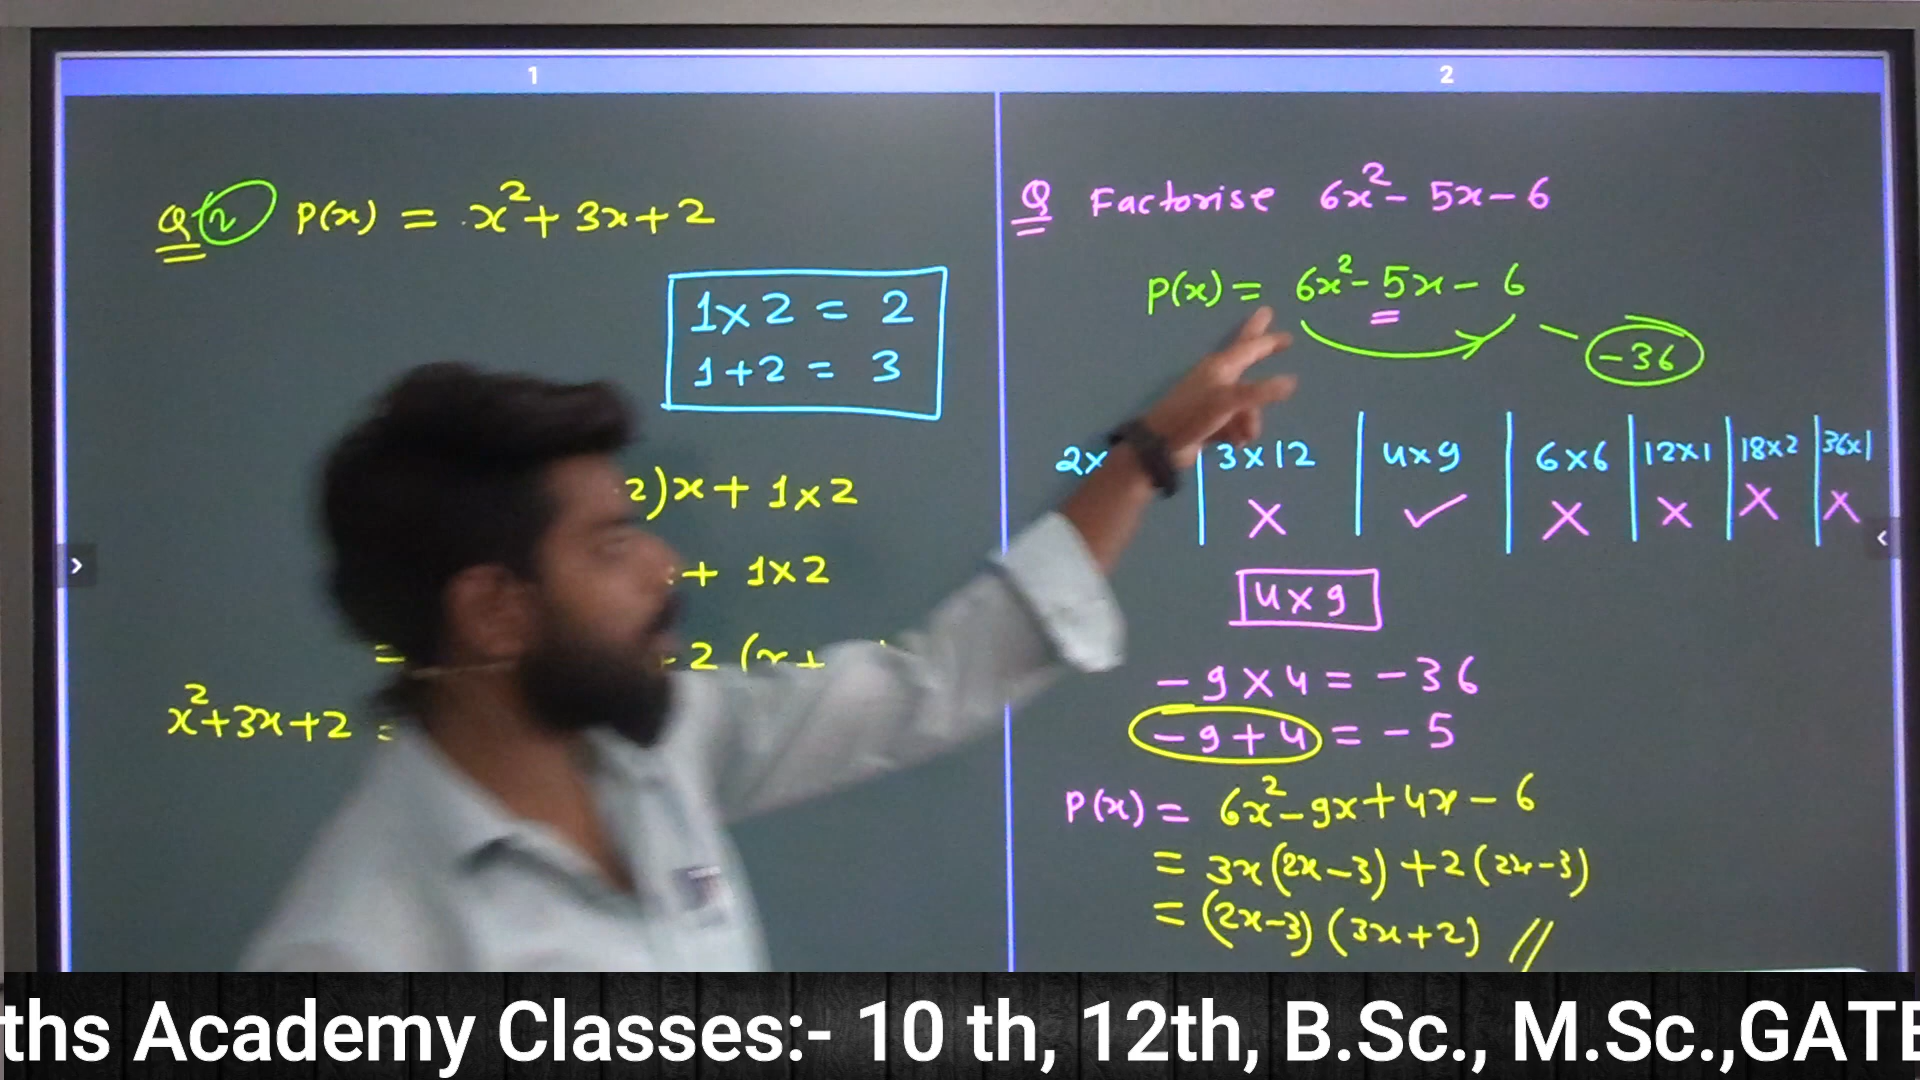 1
Q 2 P(x) = x² + 3x + 2
1 x 2 = 2
1 + 2 = 3
2)x + 1 x 2
+ 1 x 2
=
2 (x +
x² + 3x + 2 =
2
Q Factorise 6x² - 5x - 6
P(x) = 6x² - 5x - 6
-36
2x | 3 x 12 | 4 x 9 | 6 x 6 | 12 x 1 | 18 x 2 | 36 x 1
X ✓ X X X X
4 x 9
- 9 x 4 = - 36
- 9 + 4 = - 5
P(x) = 6x² - 9x + 4x - 6
= 3x (2x - 3) + 2 (2x - 3)
= (2x - 3) (3x + 2) //
ths Academy Classes:- 10 th, 12th, B.Sc., M.Sc.,GATE